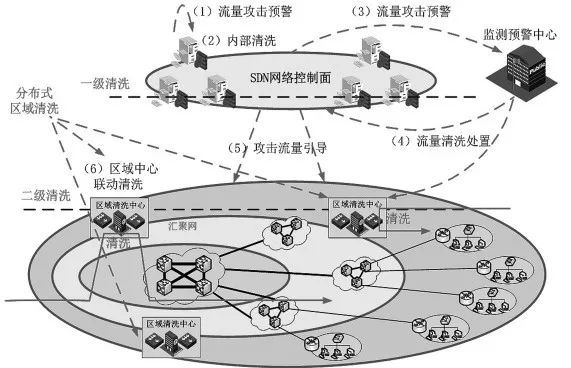 (1) 流量攻击预警
(2) 内部清洗
(3) 流量攻击预警
监测预警中心
SDN网络控制面
一级清洗
分布式
区域清洗
(4) 流量清洗处置
(5) 攻击流量引导
(6) 区域中心
联动清洗
二级清洗
区域清洗中心
清洗
汇聚网
区域清洗中心
清洗
区域清洗中心